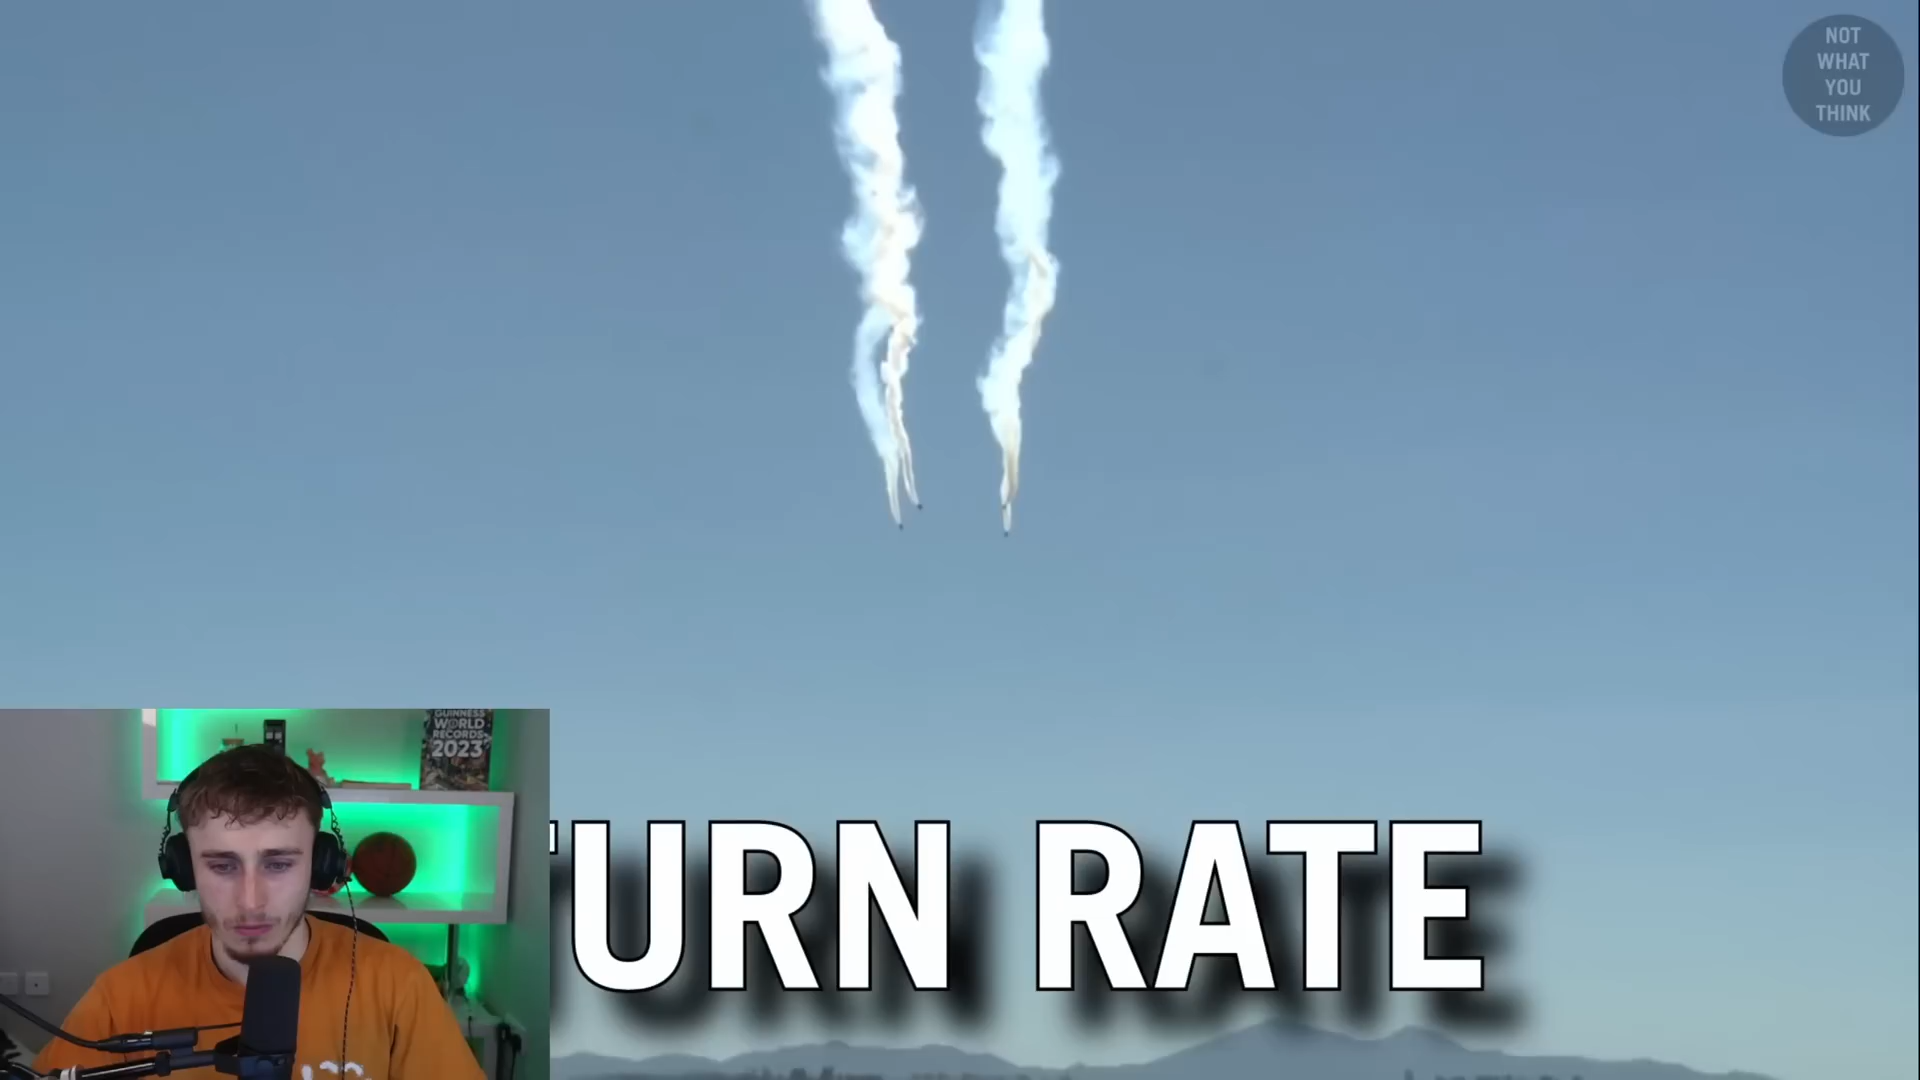 NOT
WHAT
YOU
THINK
GUINNESS
WORLD
RECORDS
2023
TURN RATE